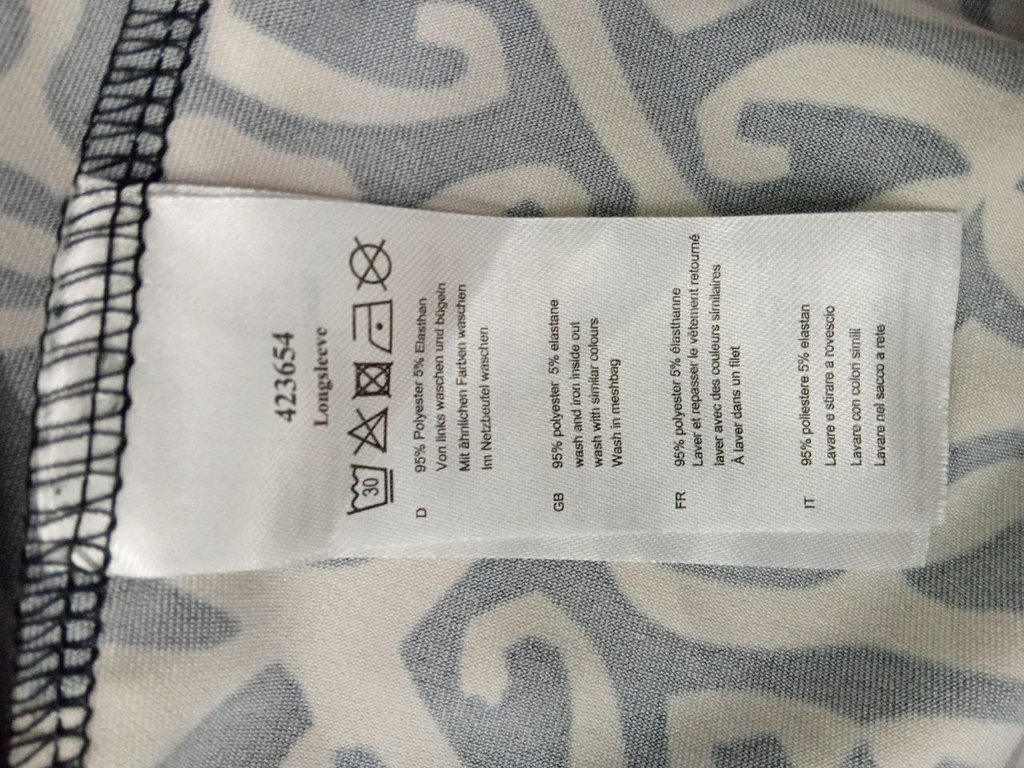 423654
Longsleeve
30
D 95% Polyester 5% Elasthan
Von links waschen und bügeln
Mit ähnlichen Farben waschen
Im Netzbeutel waschen
GB 95% polyester 5% elastane
wash and iron inside out
wash with similar colours
Wash in meshbag
FR 95% polyester 5% élasthanne
Laver et repasser le vêtement retourné
laver avec des couleurs similaires
À laver dans un filet
IT 95% poliestere 5% elastan
Lavare e stirare a rovescio
Lavare con colori simili
Lavare nel sacco a rete